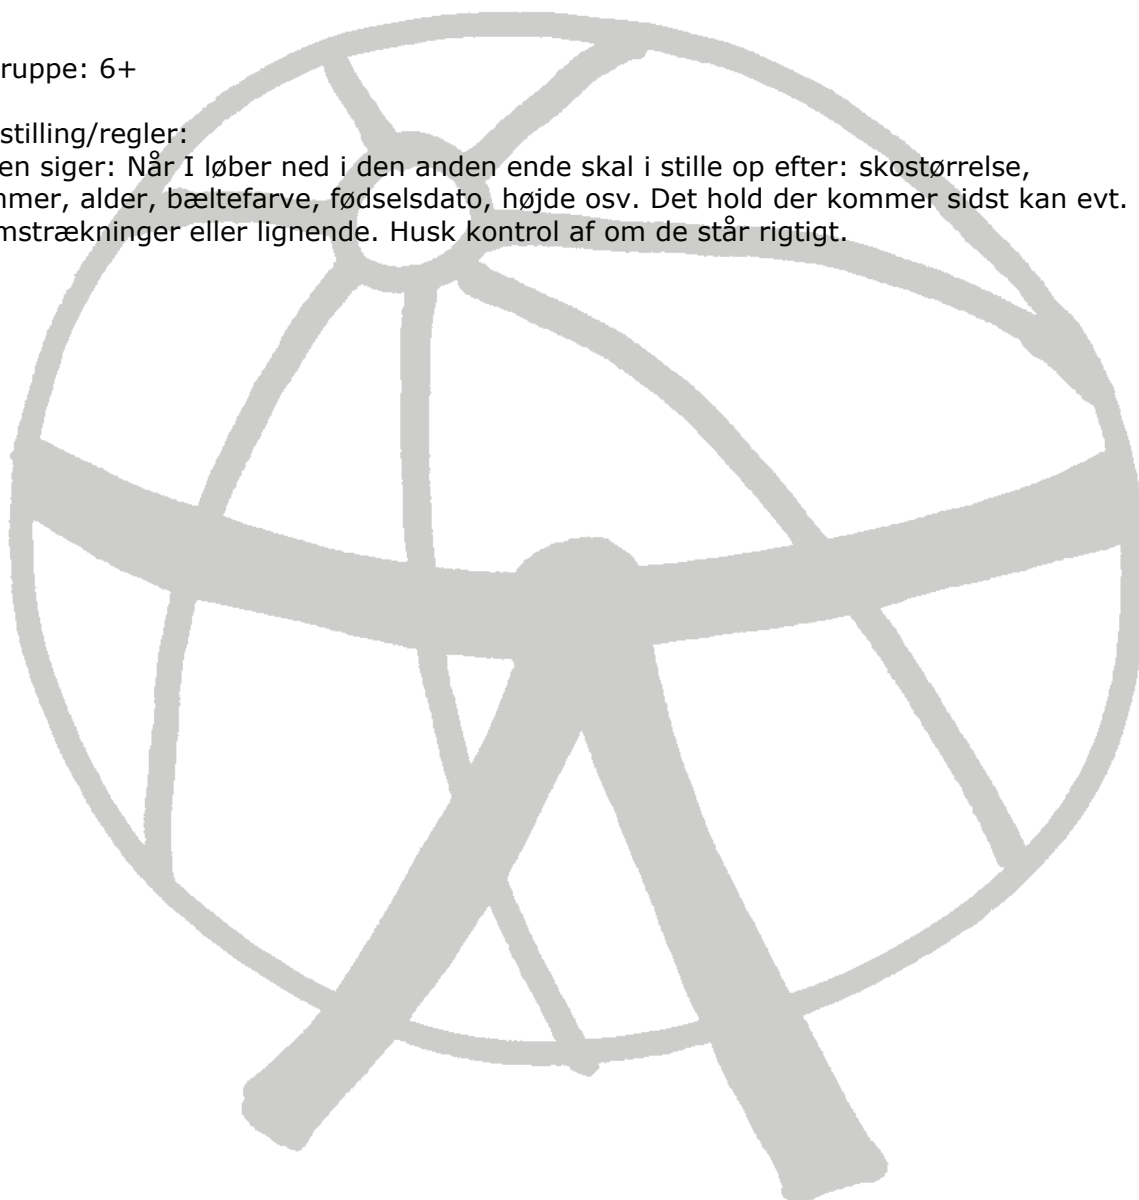 ruppe: 6+
stilling/regler:
en siger: Når I løber ned i den anden ende skal i stille op efter: skostørrelse,
mer, alder, bæltefarve, fødselsdato, højde osv. Det hold der kommer sidst kan evt.
mstrækninger eller lignende. Husk kontrol af om de står rigtigt.